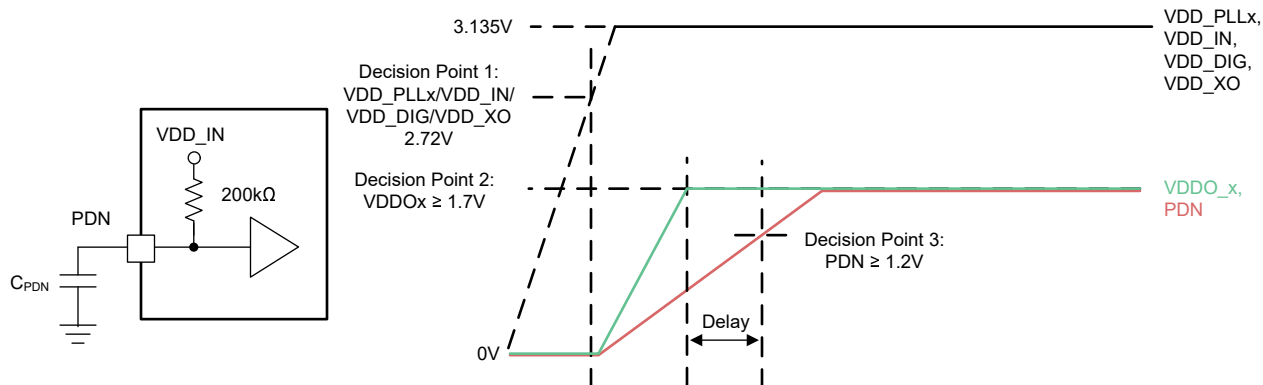 VDD_IN
200kΩ
PDN
CPDN
3.135V
Decision Point 1:
VDD_PLLx/VDD_IN/
VDD_DIG/VDD_XO
2.72V
Decision Point 2:
VDDOx ≥ 1.7V
0V
Delay
Decision Point 3:
PDN ≥ 1.2V
VDD_PLLx,
VDD_IN,
VDD_DIG,
VDD_XO
VDDO_x,
PDN